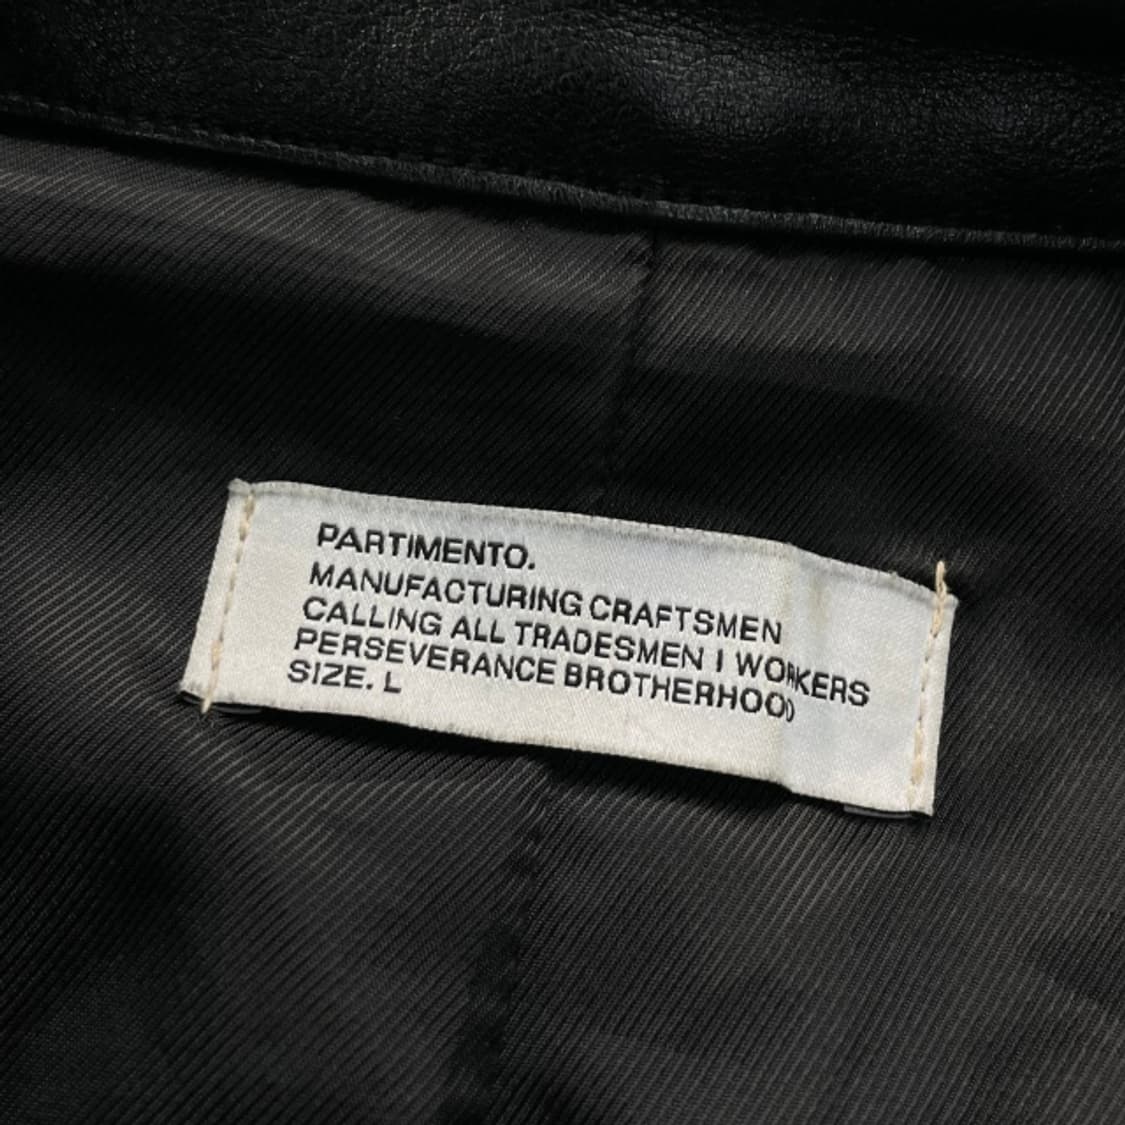 PARTIMENTO.
MANUFACTURING CRAFTSMEN
CALLING ALL TRADESMEN I WORKERS
PERSEVERANCE BROTHERHOOD
SIZE. L